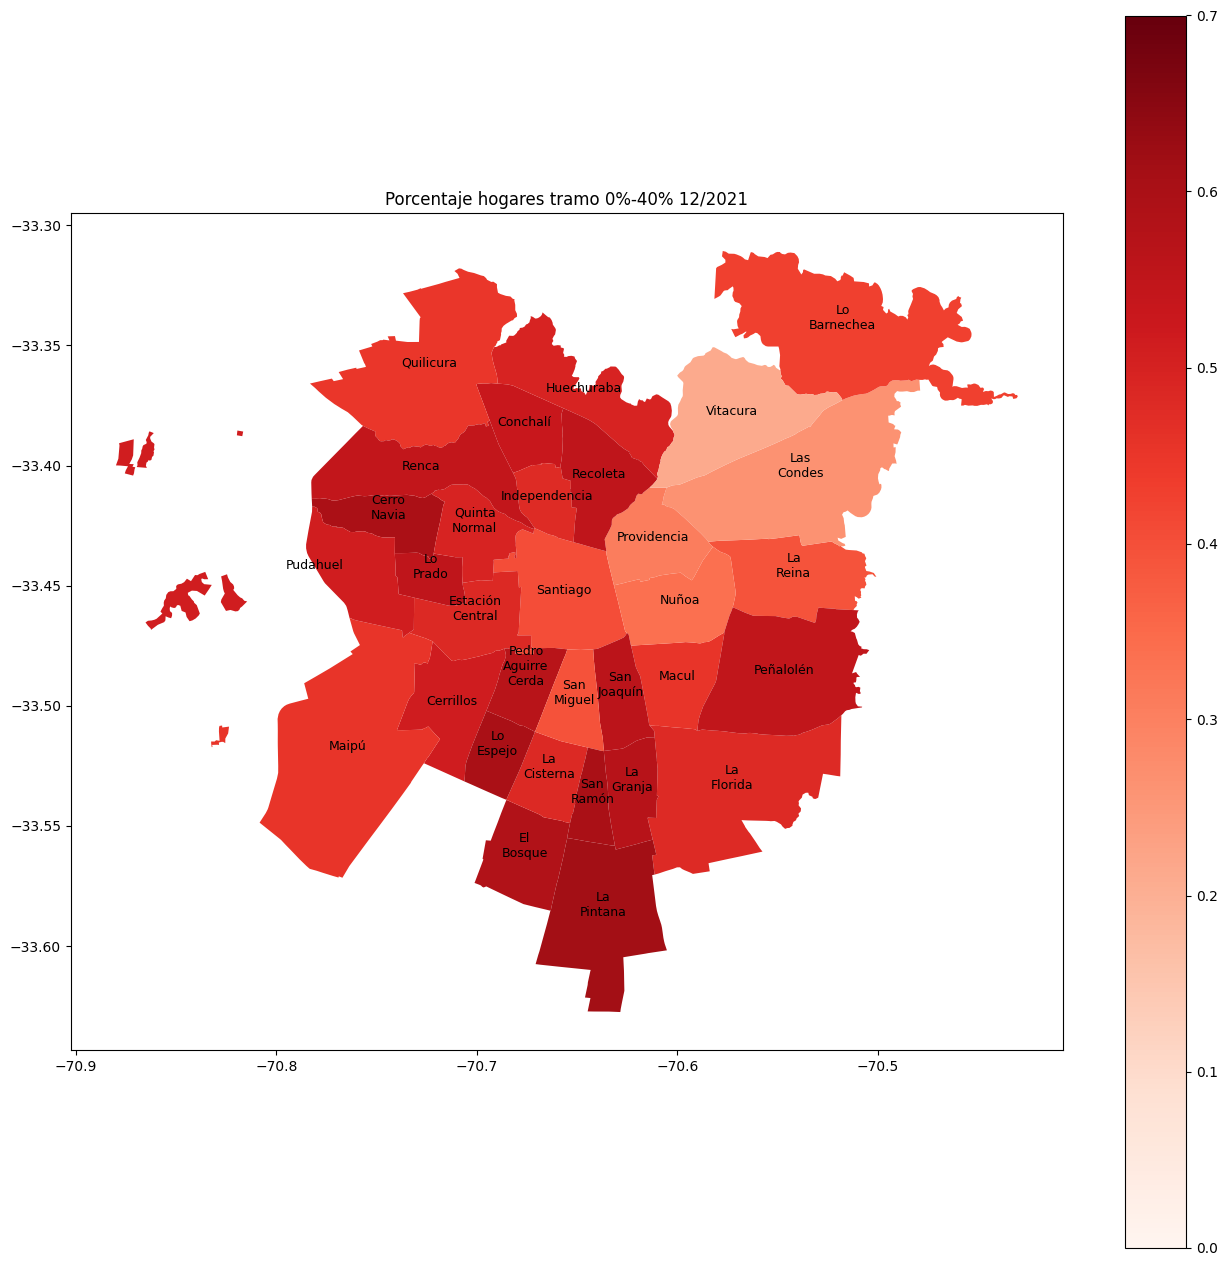 Porcentaje hogares tramo 0%-40% 12/2021
0.7
0.6
0.5
0.4
0.3
0.2
0.1
0.0
−33.30
−33.35
−33.40
−33.45
−33.50
−33.55
−33.60
−70.9
−70.8
−70.7
−70.6
−70.5
Lo
Barnechea
Quilicura
Huechuraba
Vitacura
Conchalí
Las
Condes
Renca
Recoleta
Independencia
Cerro
Navia
Quinta
Normal
Providencia
Pudahuel
Lo
Prado
La
Reina
Santiago
Estación
Central
Nuñoa
Pedro
Aguirre
Cerda
San
Miguel
San
Joaquín
Macul
Peñalolén
Cerrillos
Maipú
Lo
Espejo
La
Cisterna
San
Ramón
La
Granja
La
Florida
El
Bosque
La
Pintana